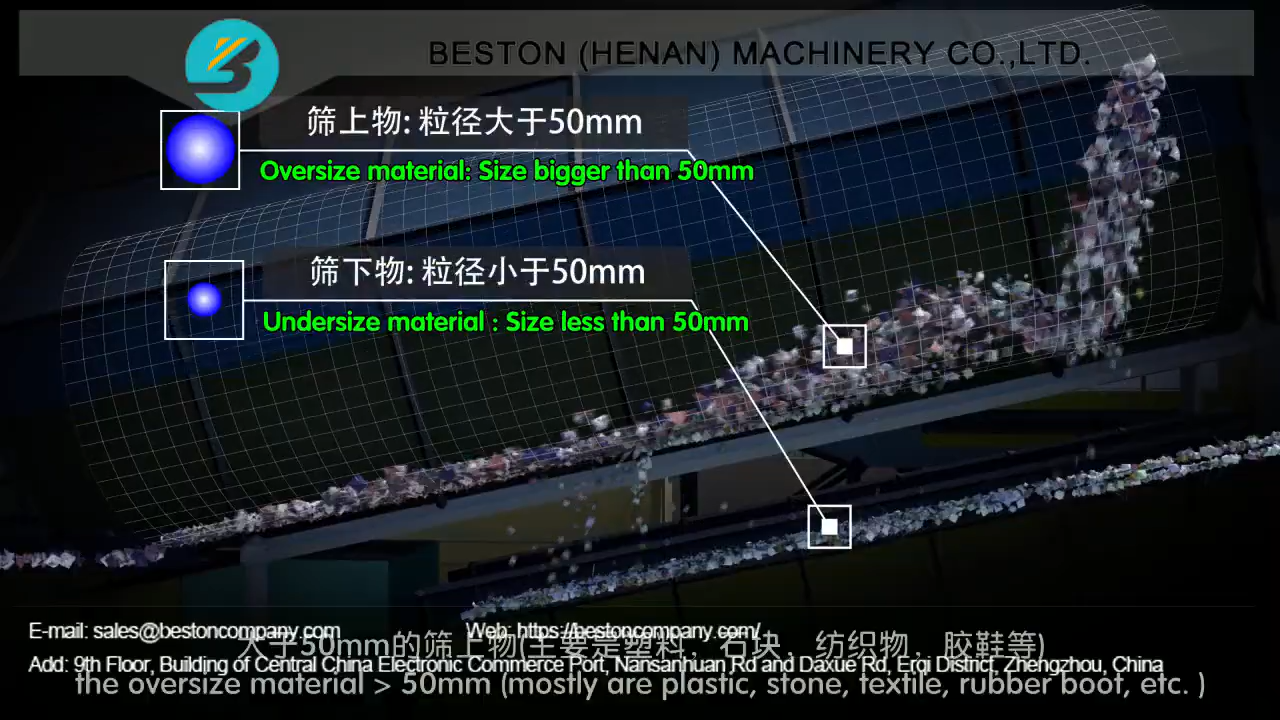 BESTON (HENAN) MACHINERY CO.,LTD.
筛上物: 粒径大于50mm
Oversize material: Size bigger than 50mm
筛下物: 粒径小于50mm
Undersize material : Size less than 50mm
E-mail: sales@bestoncompany.com Web: https://bestoncompany.com/
大于50mm的筛上物(主要是塑料，石块，纺织物，胶鞋等)
Add: 9th Floor, Building of Central China Electronic Commerce Port, Nansanhuan Rd and Daxue Rd, Erqi District, Zhengzhou, China
the oversize material > 50mm (mostly are plastic, stone, textile, rubber boot, etc. )